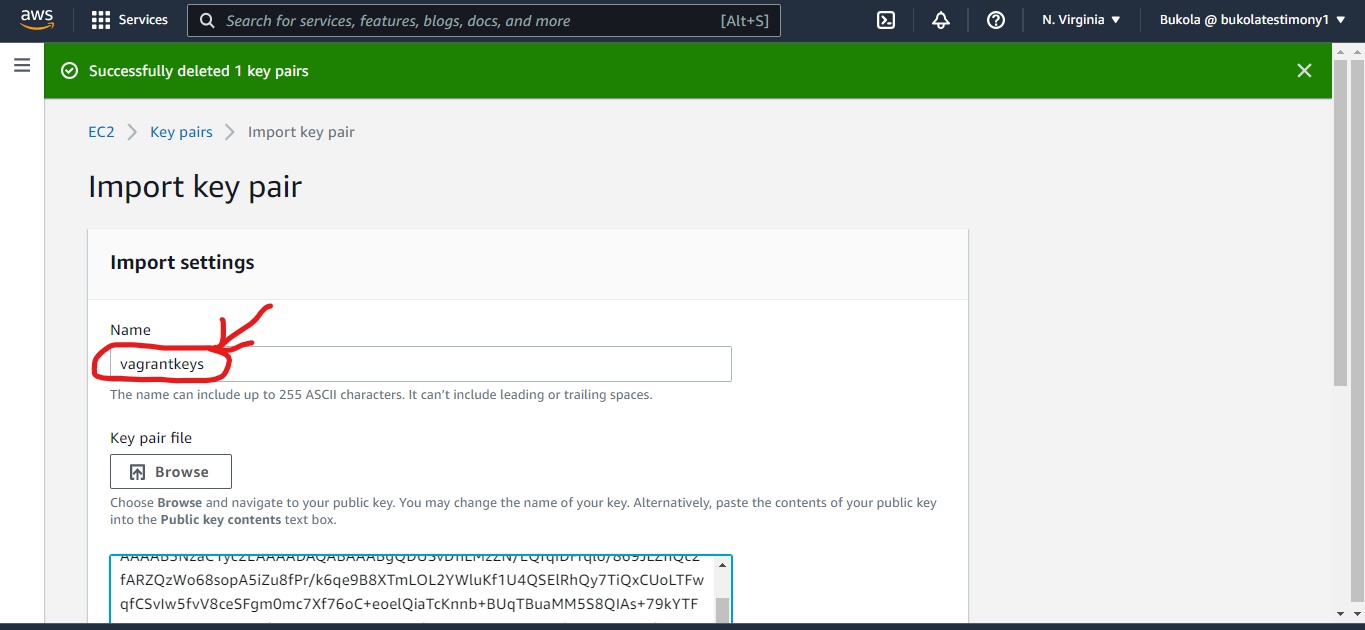 aws
Services
Search for services, features, blogs, docs, and more
[Alt+S]
N. Virginia
Bukola @ bukolatestimony1
Successfully deleted 1 key pairs
EC2
Key pairs
Import key pair
Import key pair
Import settings
Name
vagrantkeys
The name can include up to 255 ASCII characters. It can't include leading or trailing spaces.
Key pair file
Browse
Choose Browse and navigate to your public key. You may change the name of your key. Alternatively, paste the contents of your public key
into the Public key contents text box.
fARZQzWo68sopA5iZu8fPr/k6qe9B8XTmLOL2YWluKf1U4QSElRhQy7TiQxCUoLTFw
qfCSvIw5fvV8ceSFgm0mc7Xf76oC+eoelQiaTcKnnb+BUqTBuaMM5S8QIAs+79kYTF